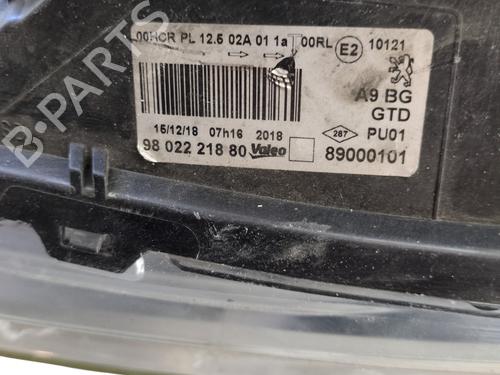 00HCR PL 12.5 02A 01 1a 00RL E2 10121
A9 BG
GTD
15/12/18 07h16 2018 287 PU01
98 022 218 80 Valeo 89000101
B-PARTS